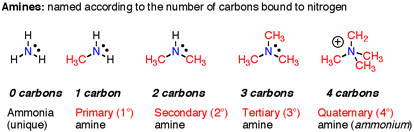 Amines: named according to the number of carbons bound to nitrogen
H H H CH3 CH2
N N N N N
H H H3C H H3C CH3 H3C CH3 CH3
H H H CH3 CH3
0 carbons 1 carbon 2 carbons 3 carbons 4 carbons
Ammonia Primary (1°) Secondary (2°) Tertiary (3°) Quaternary (4°)
(unique) amine amine amine amine (ammonium)